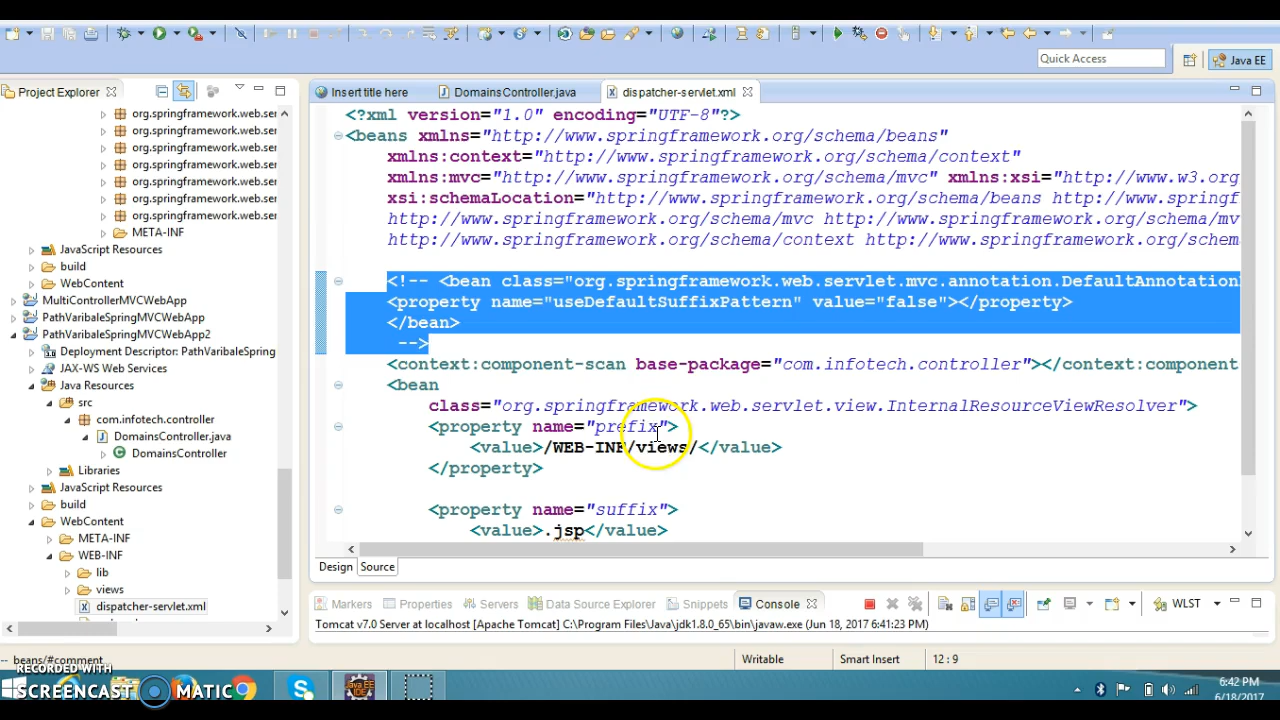 Quick Access
Java EE
Project Explorer
Insert title here
DomainsController.java
dispatcher-servlet.xml
org.springframework.web.ser
org.springframework.web.ser
org.springframework.web.ser
org.springframework.web.ser
org.springframework.web.ser
org.springframework.web.ser
org.springframework.web.ser
META-INF
JavaScript Resources
build
WebContent
MultiControllerMVCWebApp
PathVaribaleSpringMVCWebApp
PathVaribaleSpringMVCWebApp2
Deployment Descriptor: PathVaribaleSpring
JAX-WS Web Services
Java Resources
src
com.infotech.controller
DomainsController.java
DomainsController
Libraries
JavaScript Resources
build
WebContent
META-INF
WEB-INF
lib
views
dispatcher-servlet.xml
<?xml version="1.0" encoding="UTF-8"?>
<beans xmlns="http://www.springframework.org/schema/beans"
xmlns:context="http://www.springframework.org/schema/context"
xmlns:mvc="http://www.springframework.org/schema/mvc" xmlns:xsi="http://www.w3.org
xsi:schemaLocation="http://www.springframework.org/schema/beans http://www.spring
http://www.springframework.org/schema/mvc http://www.springframework.org/schema/mv
http://www.springframework.org/schema/context http://www.springframework.org/schem
<!-- <bean class="org.springframework.web.servlet.mvc.annotation.DefaultAnnotation
<property name="useDefaultSuffixPattern" value="false"></property>
</bean>
-->
<context:component-scan base-package="com.infotech.controller"></context:component
<bean
class="org.springframework.web.servlet.view.InternalResourceViewResolver">
<property name="prefix">
<value>/WEB-INF/views/</value>
</property>
<property name="suffix">
<value>.jsp</value>
Design
Source
Markers
Properties
Servers
Data Source Explorer
Snippets
Console
WLST
Tomcat v7.0 Server at localhost [Apache Tomcat] C:\Program Files\Java\jdk1.8.0_65\bin\javaw.exe (Jun 18, 2017 6:41:23 PM)
beans/#comment
Writable
Smart Insert
12 : 9
RECORDED WITH
SCREENCAST MATIC
Java EE
IDE
6:42 PM
6/18/2017